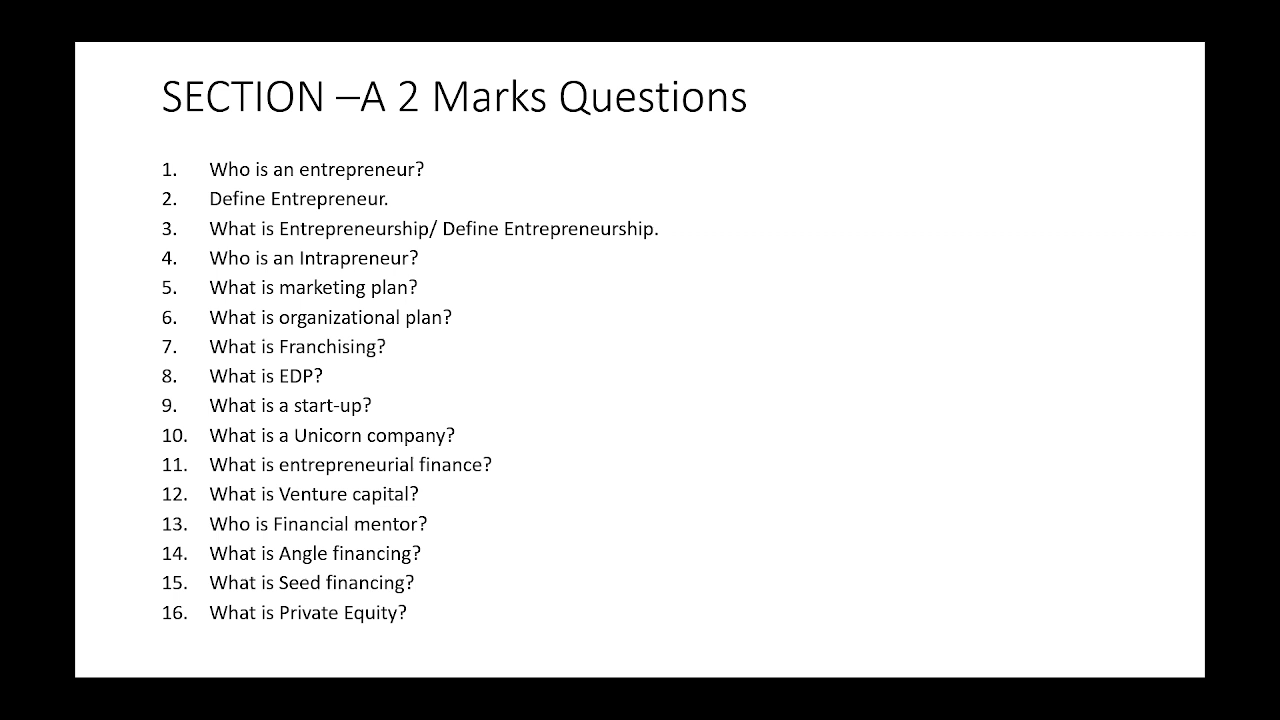 SECTION –A 2 Marks Questions
1. Who is an entrepreneur?
2. Define Entrepreneur.
3. What is Entrepreneurship/ Define Entrepreneurship.
4. Who is an Intrapreneur?
5. What is marketing plan?
6. What is organizational plan?
7. What is Franchising?
8. What is EDP?
9. What is a start-up?
10. What is a Unicorn company?
11. What is entrepreneurial finance?
12. What is Venture capital?
13. Who is Financial mentor?
14. What is Angle financing?
15. What is Seed financing?
16. What is Private Equity?